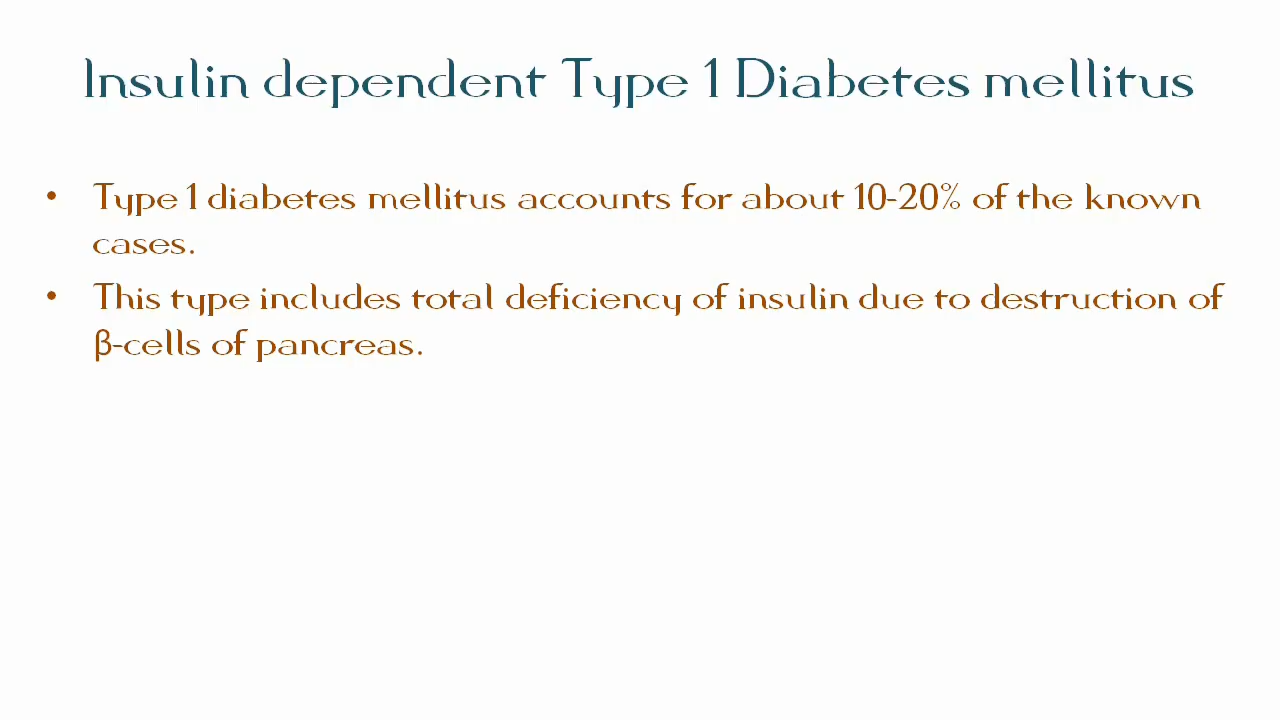 Insulin dependent Type 1 Diabetes mellitus
• Type 1 diabetes mellitus accounts for about 10-20% of the known
cases.
• This type includes total deficiency of insulin due to destruction of
β-cells of pancreas.